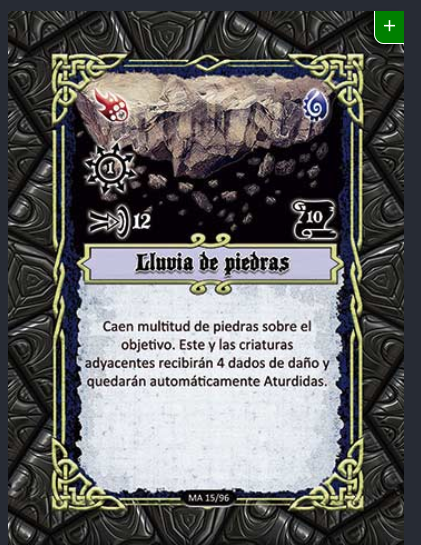 +
1
12
10
Lluvia de piedras
Caen multitud de piedras sobre el
objetivo. Este y las criaturas
adyacentes recibirán 4 dados de daño y
quedarán automáticamente Aturdidas.
MA 15/96